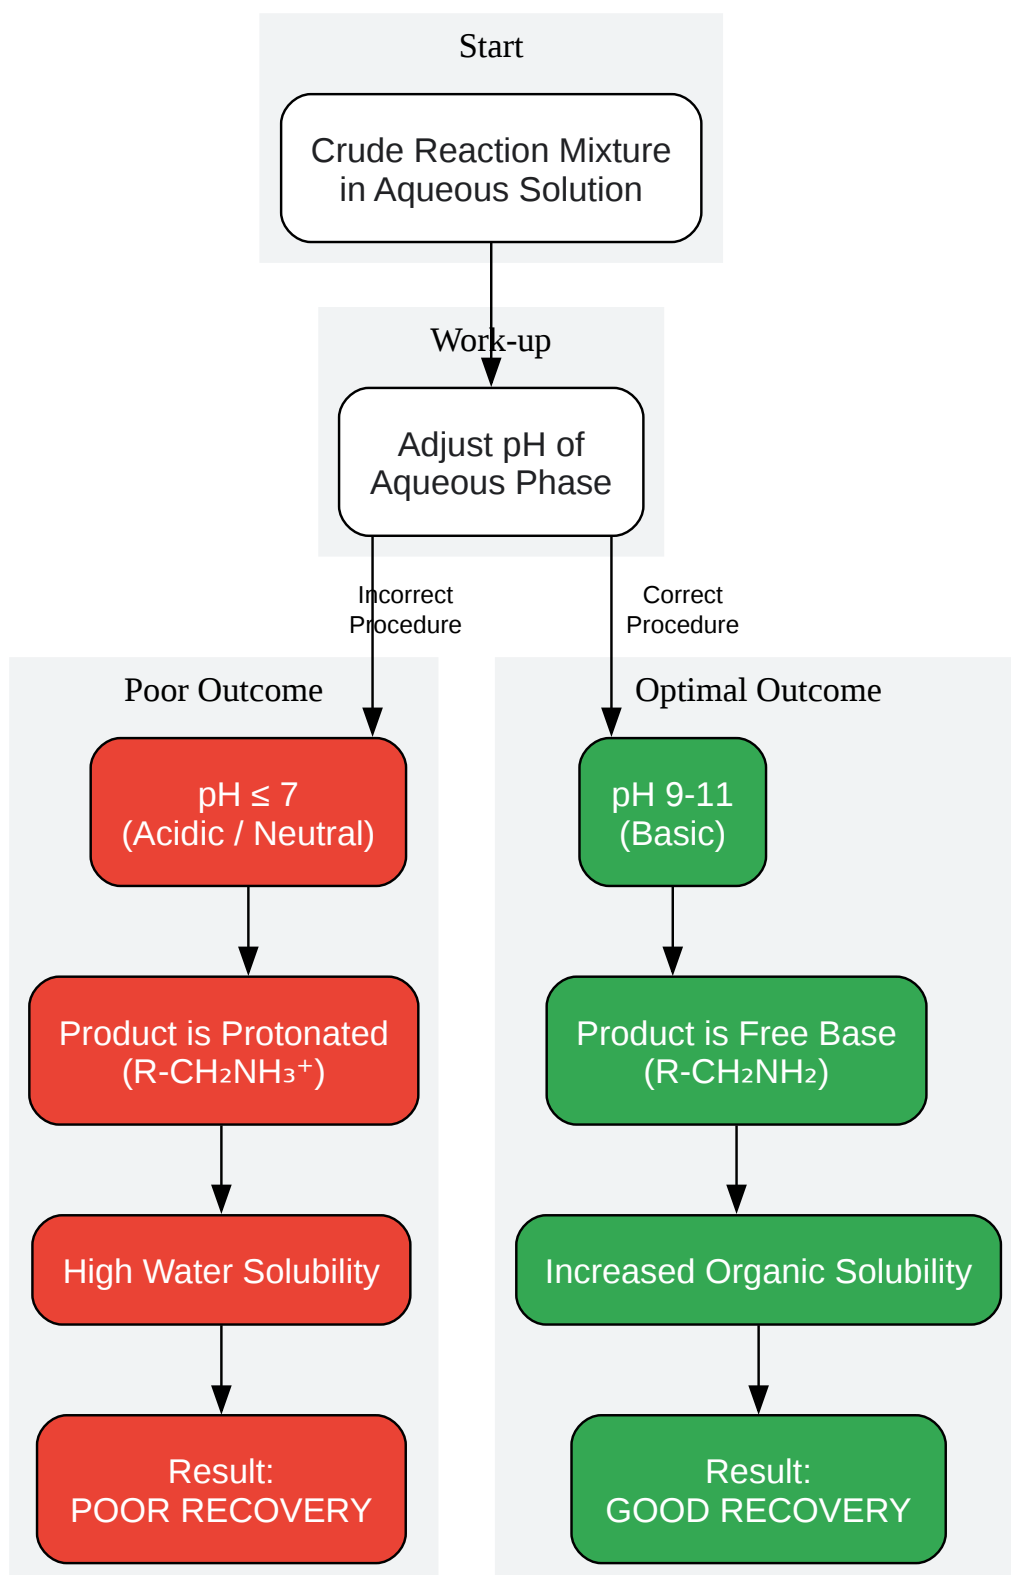 Start
Crude Reaction Mixture
in Aqueous Solution
Work-up
Adjust pH of
Aqueous Phase
Incorrect
Procedure
Correct
Procedure
Poor Outcome
pH ≤ 7
(Acidic / Neutral)
Product is Protonated
(R-CH₂NH₃⁺)
High Water Solubility
Result:
POOR RECOVERY
Optimal Outcome
pH 9-11
(Basic)
Product is Free Base
(R-CH₂NH₂)
Increased Organic Solubility
Result:
GOOD RECOVERY